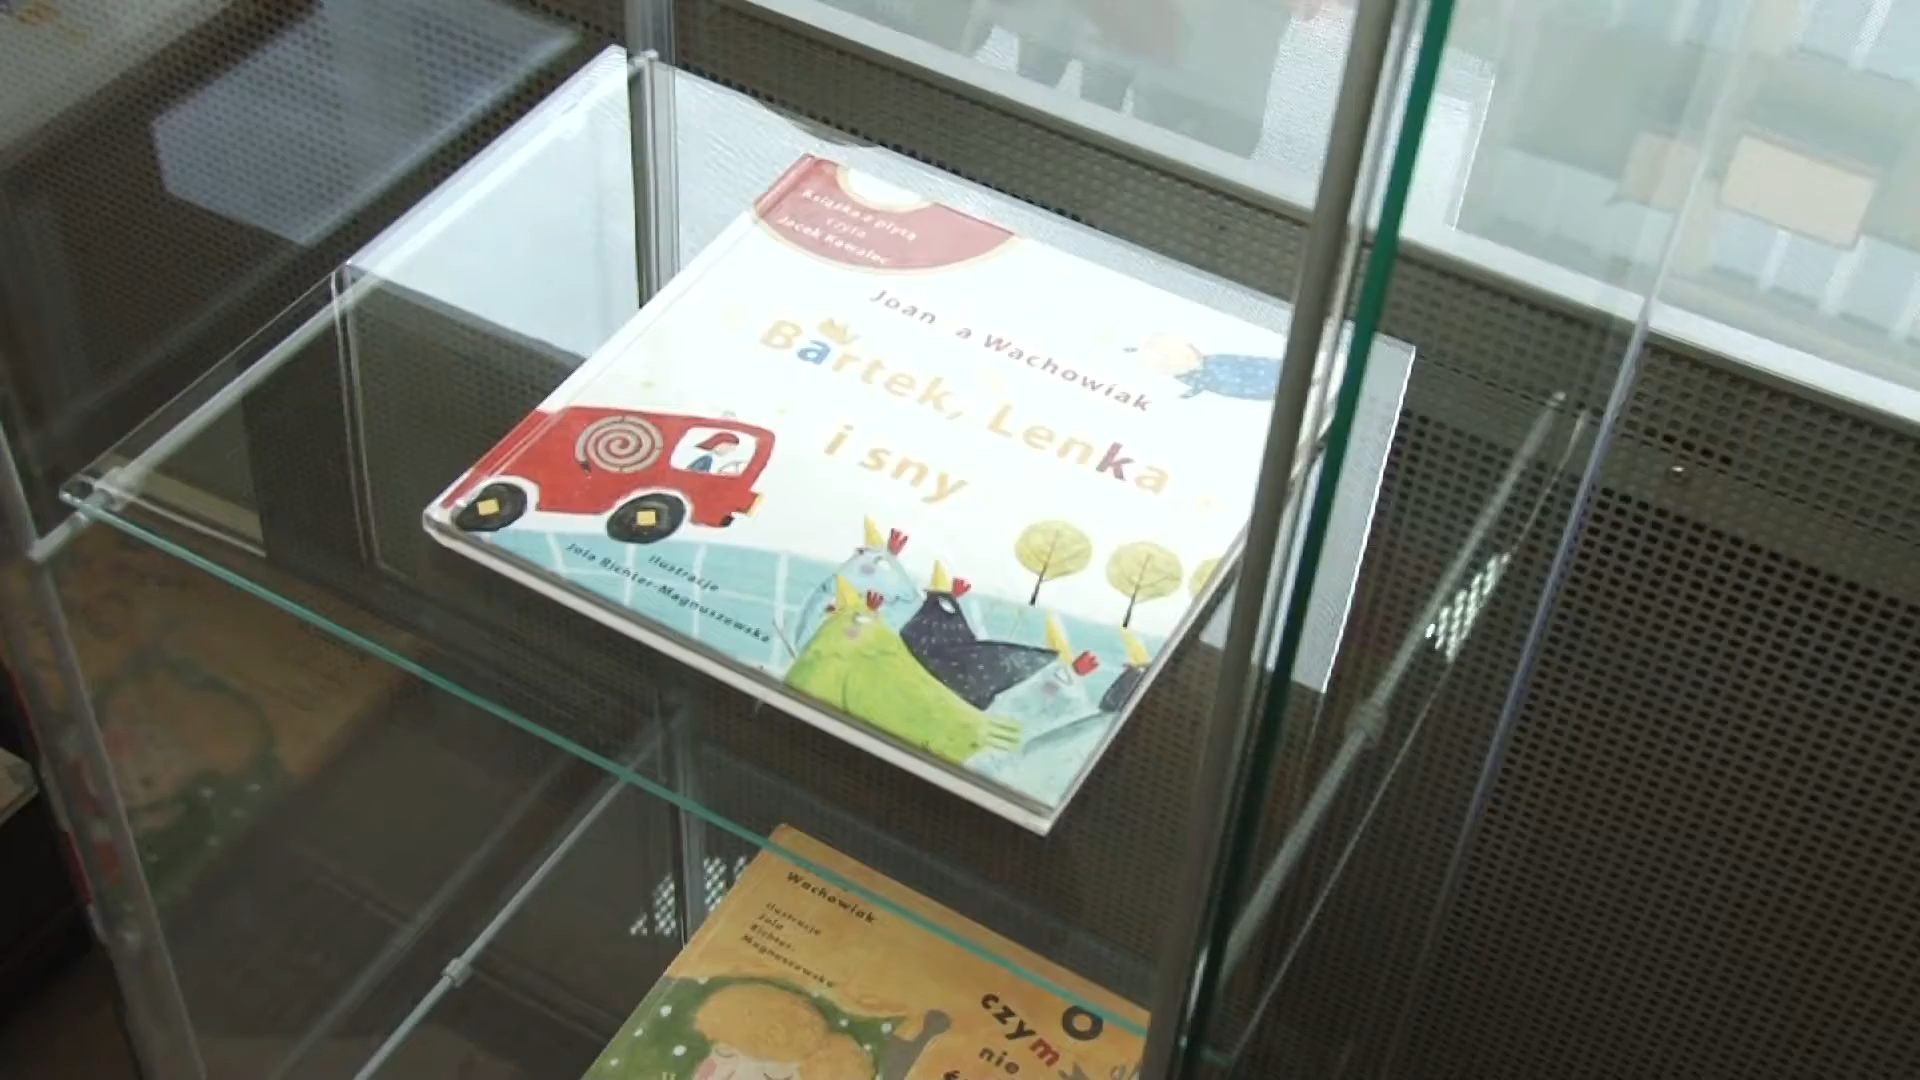 Książka z płytą
czyta
Jacek Kawalec
Joan a Wachowiak
Bartek, Lenka
i sny
ilustracje
Jola Richter-Magnuszewska
Wachowiak
ilustracje
Jola
Richter-
Magnuszewska
O
czym
nie